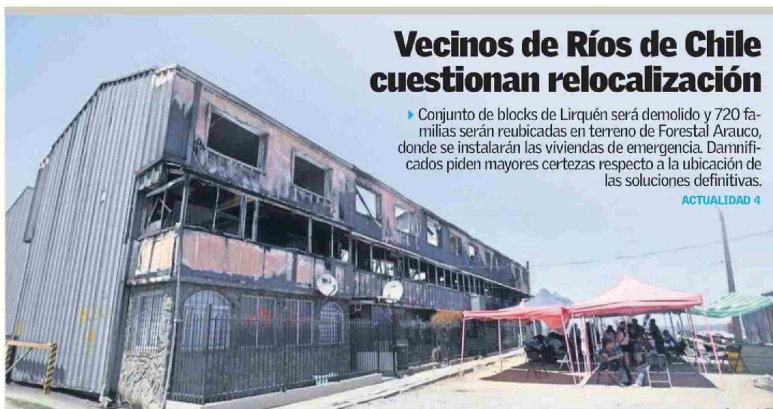 Vecinos de Ríos de Chile
cuestionan relocalización
Conjunto de blocks de Lirquén será demolido y 720 fa-
milias serán reubicadas en terreno de Forestal Arauco,
donde se instalarán las viviendas de emergencia. Damnifi-
cados piden mayores certezas respecto a la ubicación de
las soluciones definitivas.
ACTUALIDAD 4